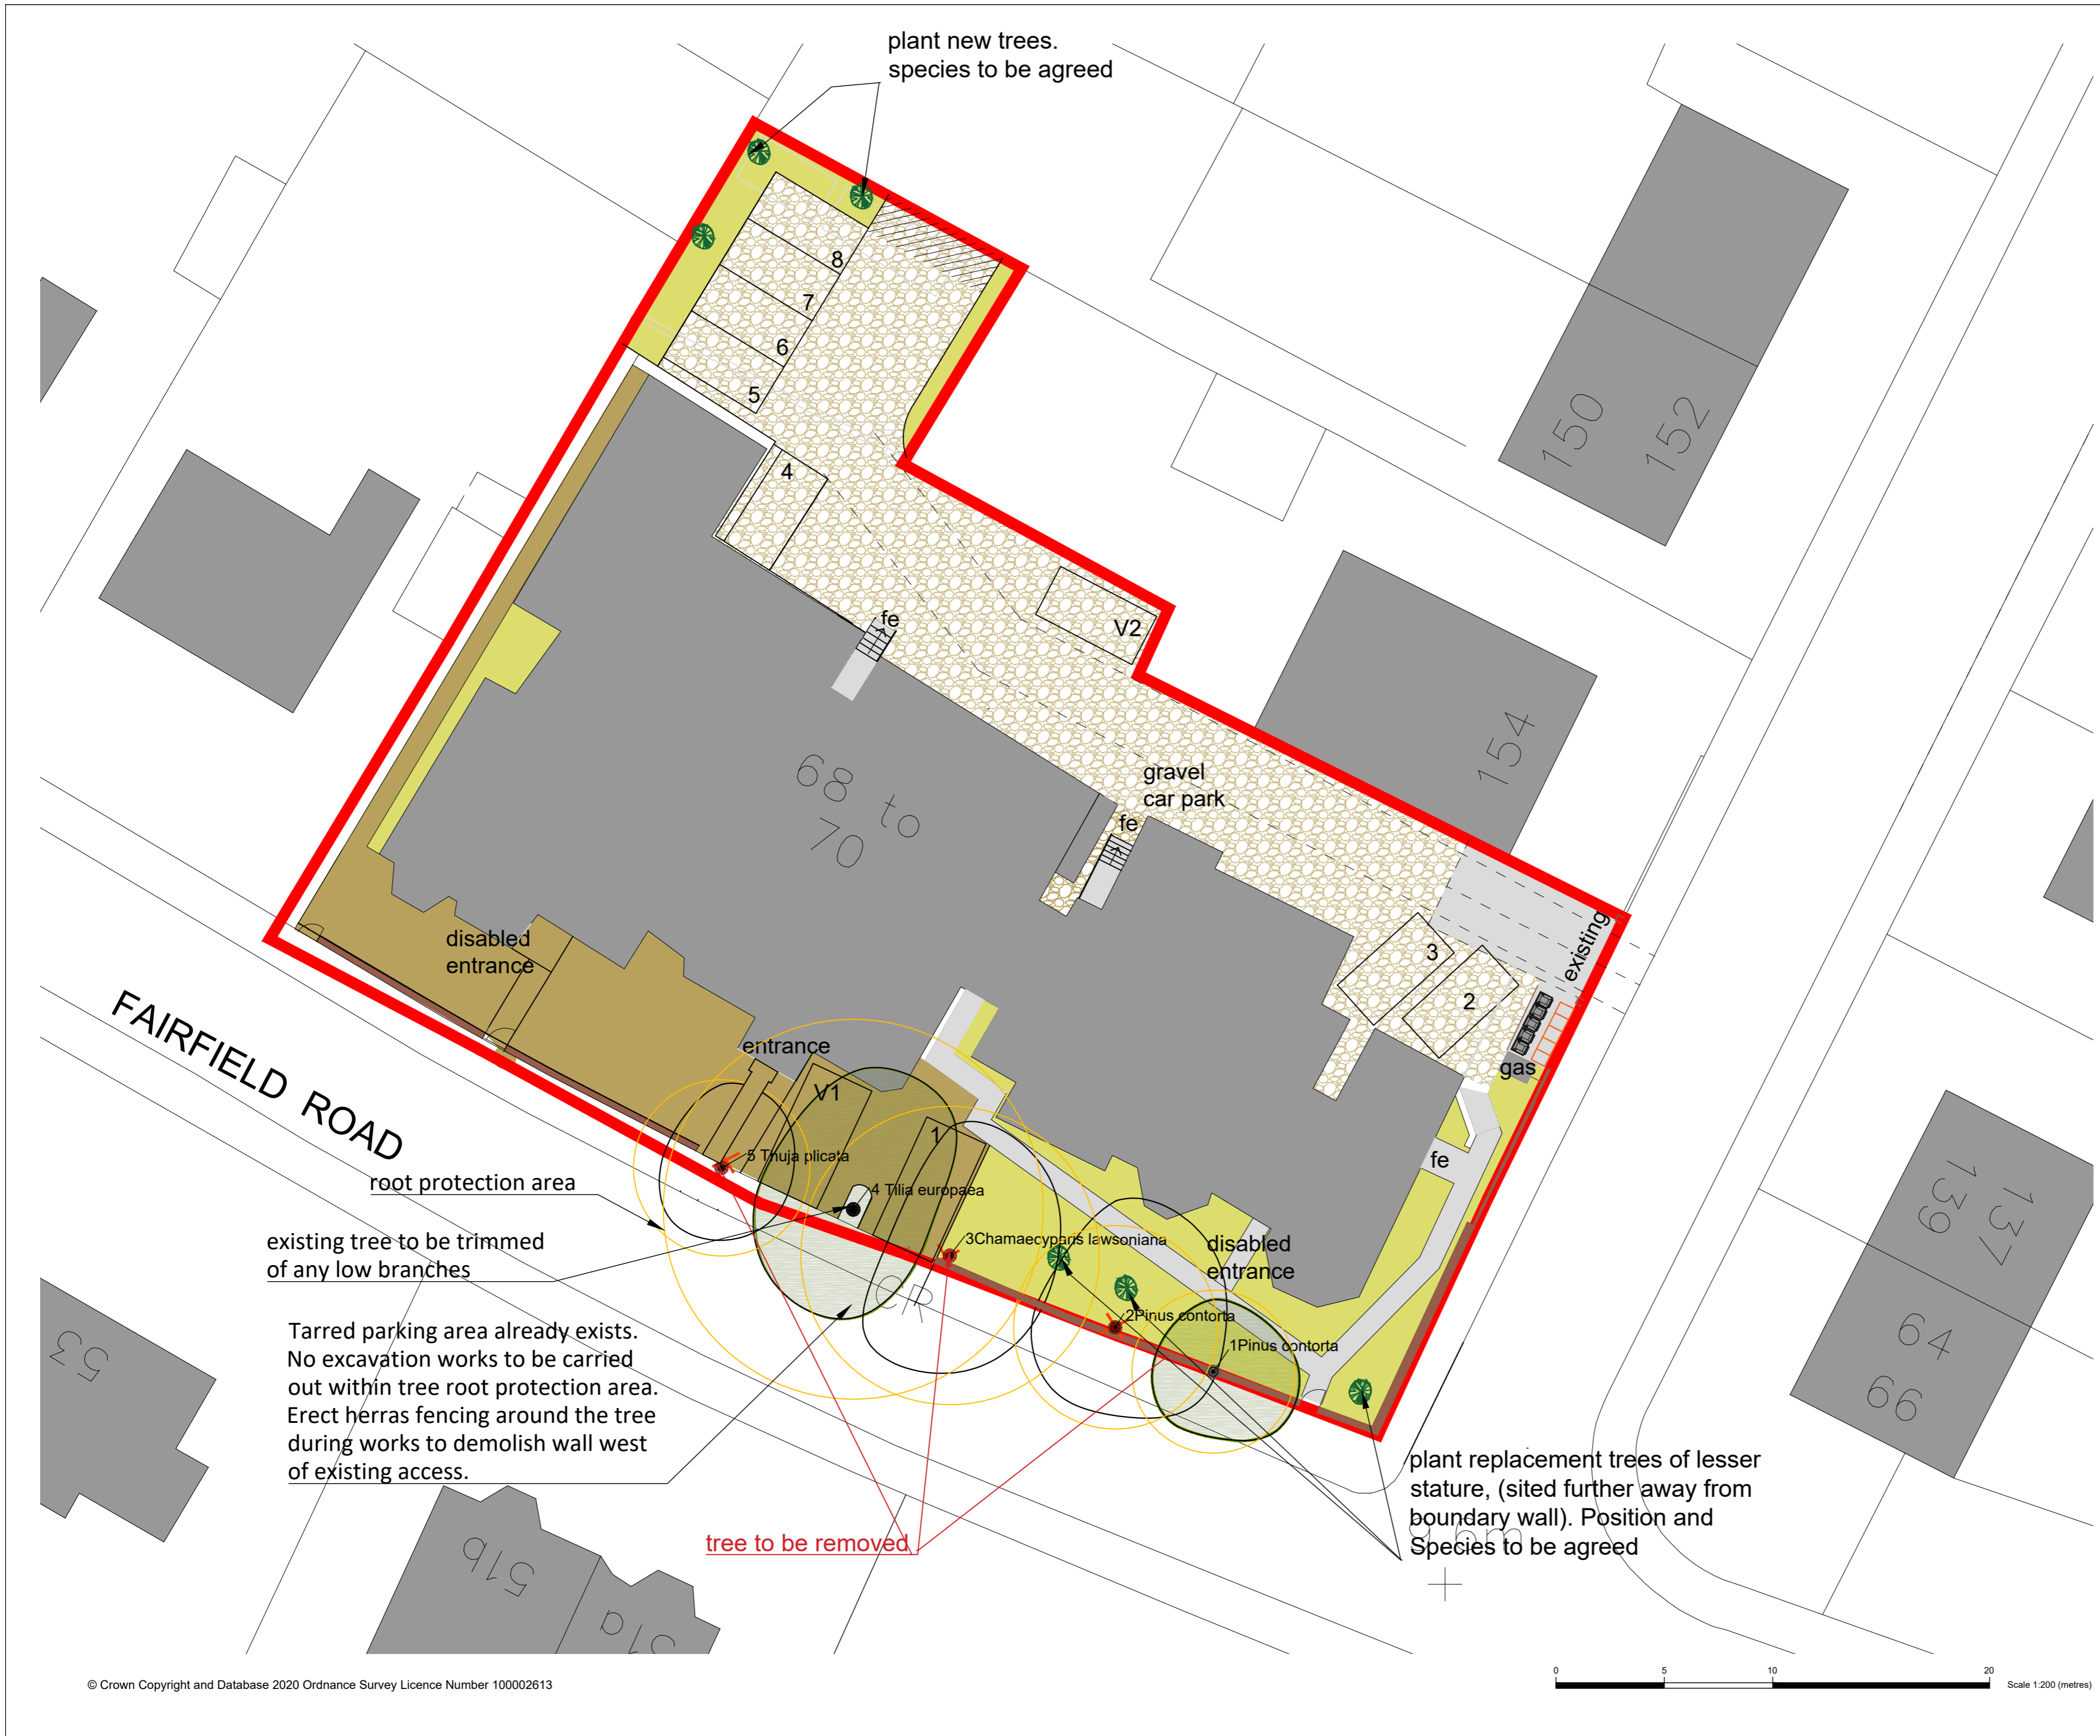 plant new trees.
species to be agreed
8
7
6
5
4
150
152
fe
V2
154
68 to
70
gravel
car park
fe
3
2
existing
gas
disabled
entrance
entrance
V1
1
FAIRFIELD ROAD
5 Thuja plicata
4 Tilia europaea
root protection area
fe
139
137
existing tree to be trimmed
of any low branches
3Chamaecyparis lawsoniana
disabled
entrance
CP
2Pinus contorta
1Pinus contorta
64
66
53
Tarred parking area already exists.
No excavation works to be carried
out within tree root protection area.
Erect herras fencing around the tree
during works to demolish wall west
of existing access.
plant replacement trees of lesser
stature, (sited further away from
boundary wall). Position and
Species to be agreed
9.6m
tree to be removed
51b
51a
© Crown Copyright and Database 2020 Ordnance Survey Licence Number 100002613
0 5 10 20
Scale 1:200 (metres)